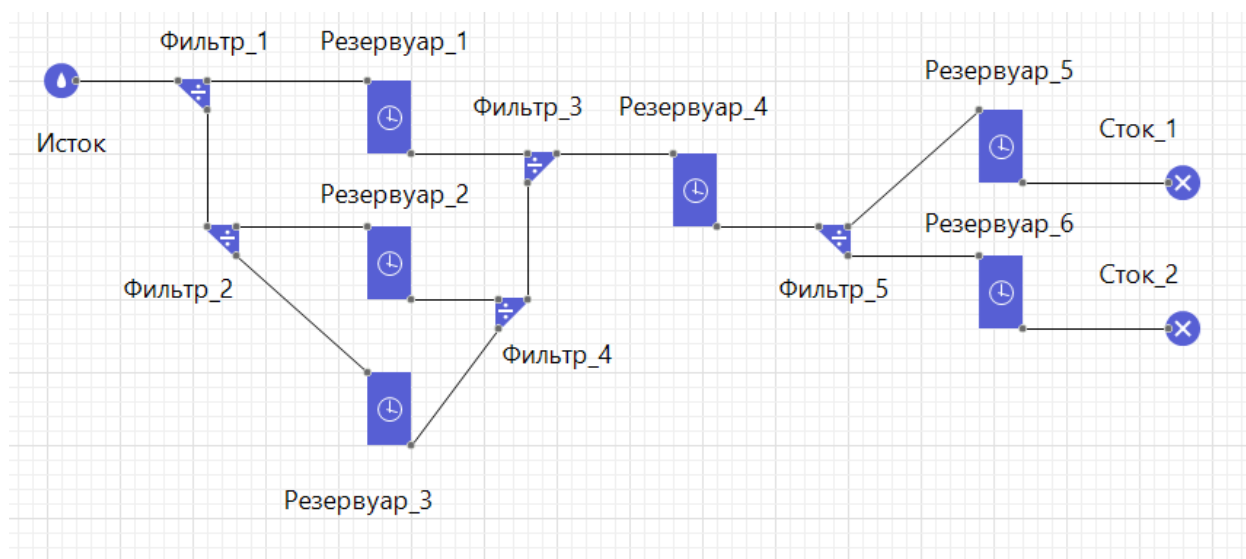 Фильтр_1
Резервуар_1
Резервуар_5
Фильтр_3
Резервуар_4
Исток
Сток_1
Резервуар_2
Резервуар_6
Фильтр_2
Фильтр_5
Сток_2
Фильтр_4
Резервуар_3